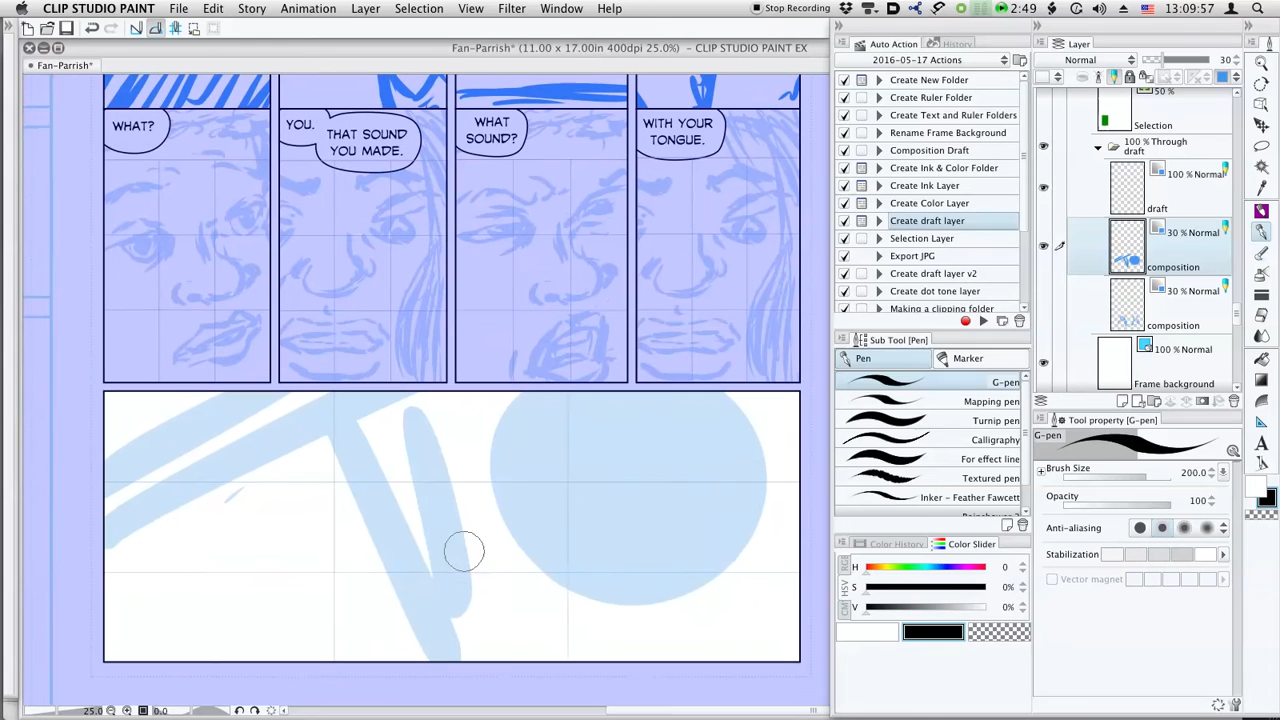 CLIP STUDIO PAINT File Edit Story Animation Layer Selection View Filter Window Help Stop Recording 2:49 13:09:57
Fan-Parrish* (11.00 x 17.00in 400dpi 25.0%) - CLIP STUDIO PAINT EX
Fan-Parrish*
WHAT?
YOU.
THAT SOUND
YOU MADE.
WHAT
SOUND?
WITH YOUR
TONGUE.
25.0
0.0
Auto Action History
2016-05-17 Actions
Create New Folder
Create Ruler Folder
Create Text and Ruler Folders
Rename Frame Background
Composition Draft
Create Ink & Color Folder
Create Ink Layer
Create Color Layer
Create draft layer
Selection Layer
Export JPG
Create draft layer v2
Create dot tone layer
Making a clipping folder
Sub Tool [Pen]
Pen Marker
G-pen
Mapping pen
Turnip pen
Calligraphy
For effect line
Textured pen
Inker - Feather Fawcett
Color History Color Slider
RGB
HSV
CM
H 0
S 0%
V 0%
Layer
Normal 30
50 %
Selection
100 % Through
draft
100 % Normal
draft
30 % Normal
composition
30 % Normal
composition
100 % Normal
Frame background
Tool property [G-pen]
G-pen
Brush Size 200.0
Opacity 100
Anti-aliasing
Stabilization
Vector magnet